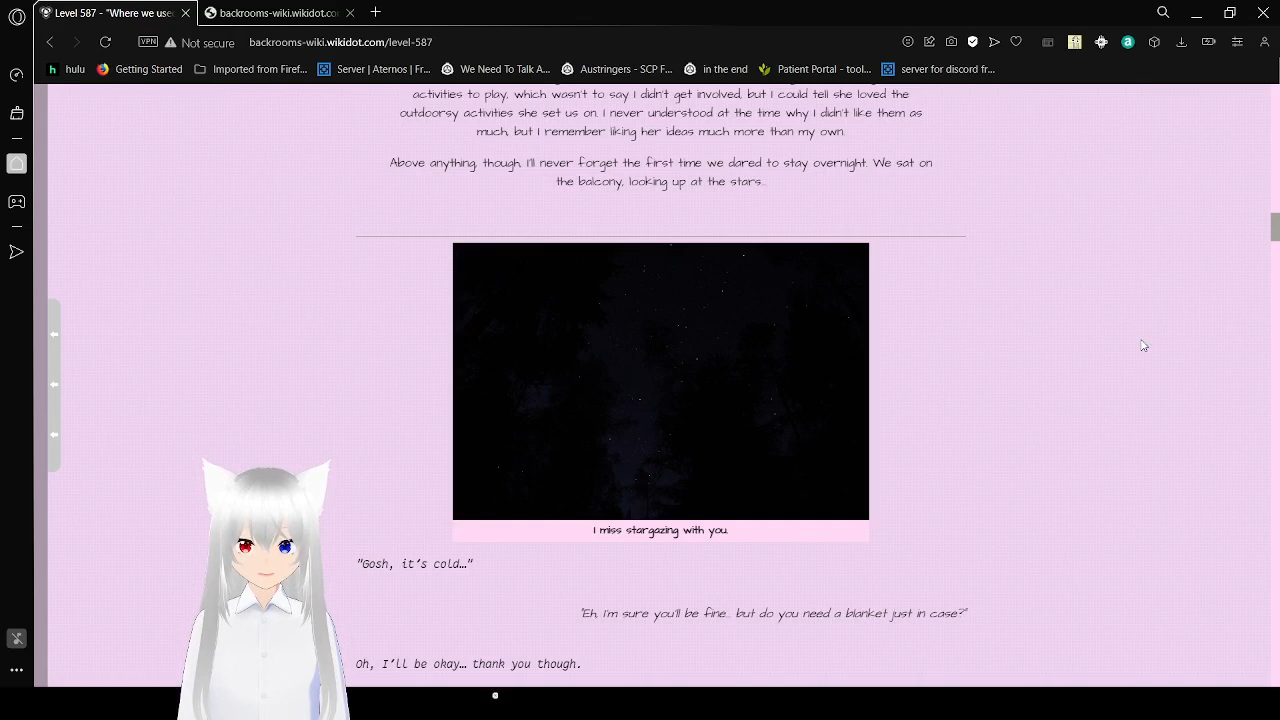 Level 587 - "Where we used
backrooms-wiki.wikidot.co
VPN
Not secure
backrooms-wiki.wikidot.com/level-587
hulu
Getting Started
Imported from Firef...
Server | Aternos | Fr...
We Need To Talk A...
Austringers - SCP F...
in the end
Patient Portal - tool...
server for discord fr...
activities to play, which wasn't to say I didn't get involved, but I could tell she loved the
outdoorsy activities she set us on. I never understood at the time why I didn't like them as
much, but I remember liking her ideas much more than my own.
Above anything, though, I'll never forget the first time we dared to stay overnight. We sat on
the balcony, looking up at the stars...
I miss stargazing with you.
"Gosh, it's cold…"
"Eh, I'm sure you'll be fine... but do you need a blanket just in case?"
Oh, I'll be okay… thank you though.